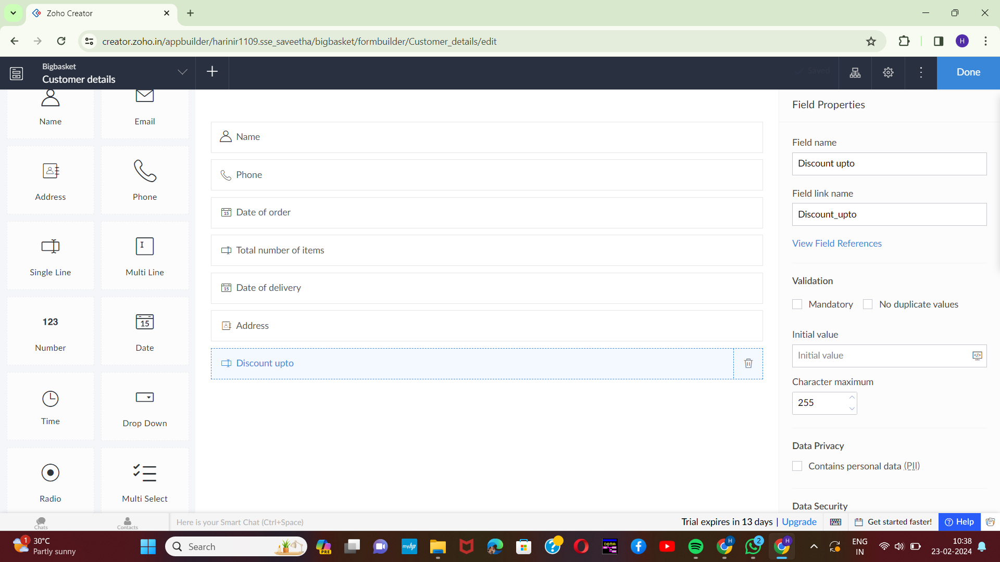 Zoho Creator
creator.zoho.in/appbuilder/harinir1109.sse_saveetha/bigbasket/formbuilder/Customer_details/edit
H
Bigbasket
Customer details
Saved
Done
Name
Email
Address
Phone
Single Line
Multi Line
123
Number
15
Date
Time
Drop Down
Radio
Multi Select
Name
Phone
15 Date of order
Total number of items
15 Date of delivery
Address
Discount upto
Field Properties
Field name
Discount upto
Field link name
Discount_upto
View Field References
Validation
Mandatory
No duplicate values
Initial value
Initial value
Character maximum
255
Data Privacy
Contains personal data (PII)
Data Security
Chats
Contacts
Here is your Smart Chat (Ctrl+Space)
Trial expires in 13 days | Upgrade
Get started faster!
Help
1
30°C
Partly sunny
Search
PRE
myhp
DATA
H
2
H
ENG
IN
10:38
23-02-2024